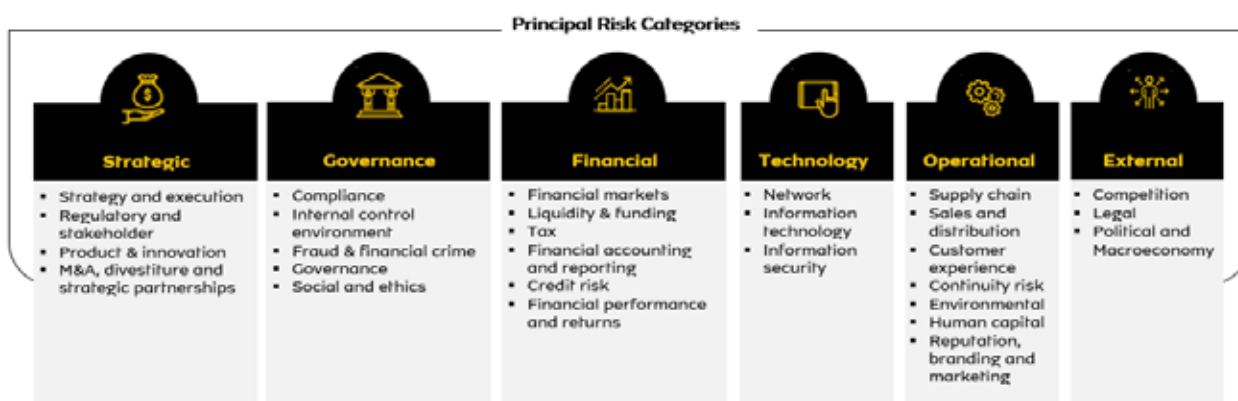 Principal Risk Categories
Strategic
▪ Strategy and execution
▪ Regulatory and
stakeholder
▪ Product & innovation
▪ M&A, divestiture and
strategic partnerships
Governance
▪ Compliance
▪ Internal control
environment
▪ Fraud & financial crime
▪ Governance
▪ Social and ethics
Financial
▪ Financial markets
▪ Liquidity & funding
▪ Tax
▪ Financial accounting
and reporting
▪ Credit risk
▪ Financial performance
and returns
Technology
▪ Network
▪ Information
technology
▪ Information
security
Operational
▪ Supply chain
▪ Sales and
distribution
▪ Customer
experience
▪ Continuity risk
▪ Environmental
▪ Human capital
▪ Reputation,
branding and
marketing
External
▪ Competition
▪ Legal
▪ Political and
Macroeconomy